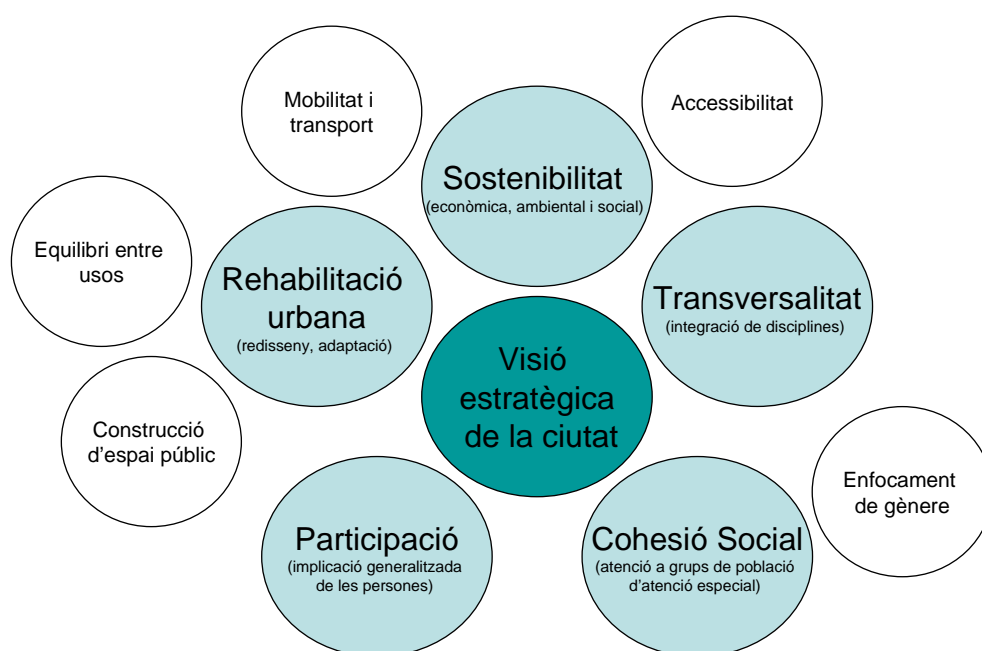 Mobilitat i
transport
Accessibilitat
Sostenibilitat
(econòmica, ambiental i social)
Equilibri entre
usos
Rehabilitació
urbana
(redisseny, adaptació)
Transversalitat
(integració de disciplines)
Visió
estratègica
de la ciutat
Construcció
d'espai públic
Enfocament
de gènere
Participació
(implicació generalitzada
de les persones)
Cohesió Social
(atenció a grups de població
d'atenció especial)